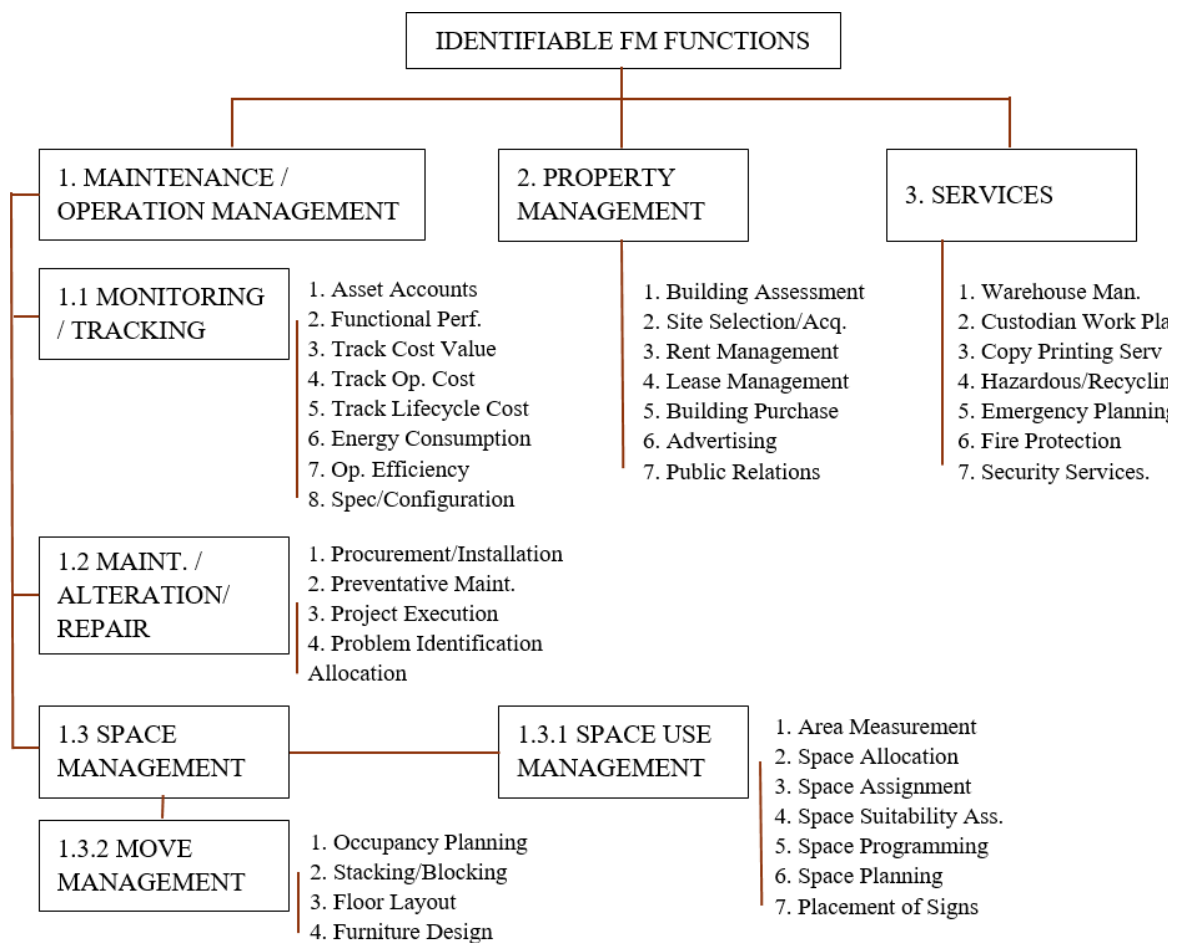 IDENTIFIABLE FM FUNCTIONS
1. MAINTENANCE /
OPERATION MANAGEMENT
2. PROPERTY
MANAGEMENT
3. SERVICES
1.1 MONITORING
/ TRACKING
1. Asset Accounts
2. Functional Perf.
3. Track Cost Value
4. Track Op. Cost
5. Track Lifecycle Cost
6. Energy Consumption
7. Op. Efficiency
8. Spec/Configuration
1. Building Assessment
2. Site Selection/Acq.
3. Rent Management
4. Lease Management
5. Building Purchase
6. Advertising
7. Public Relations
1. Warehouse Man.
2. Custodian Work Pla
3. Copy Printing Serv
4. Hazardous/Recyclin
5. Emergency Planning
6. Fire Protection
7. Security Services.
1.2 MAINT. /
ALTERATION/
REPAIR
1. Procurement/Installation
2. Preventative Maint.
3. Project Execution
4. Problem Identification
Allocation
1.3 SPACE
MANAGEMENT
1.3.1 SPACE USE
MANAGEMENT
1. Area Measurement
2. Space Allocation
3. Space Assignment
4. Space Suitability Ass.
5. Space Programming
6. Space Planning
7. Placement of Signs
1.3.2 MOVE
MANAGEMENT
1. Occupancy Planning
2. Stacking/Blocking
3. Floor Layout
4. Furniture Design